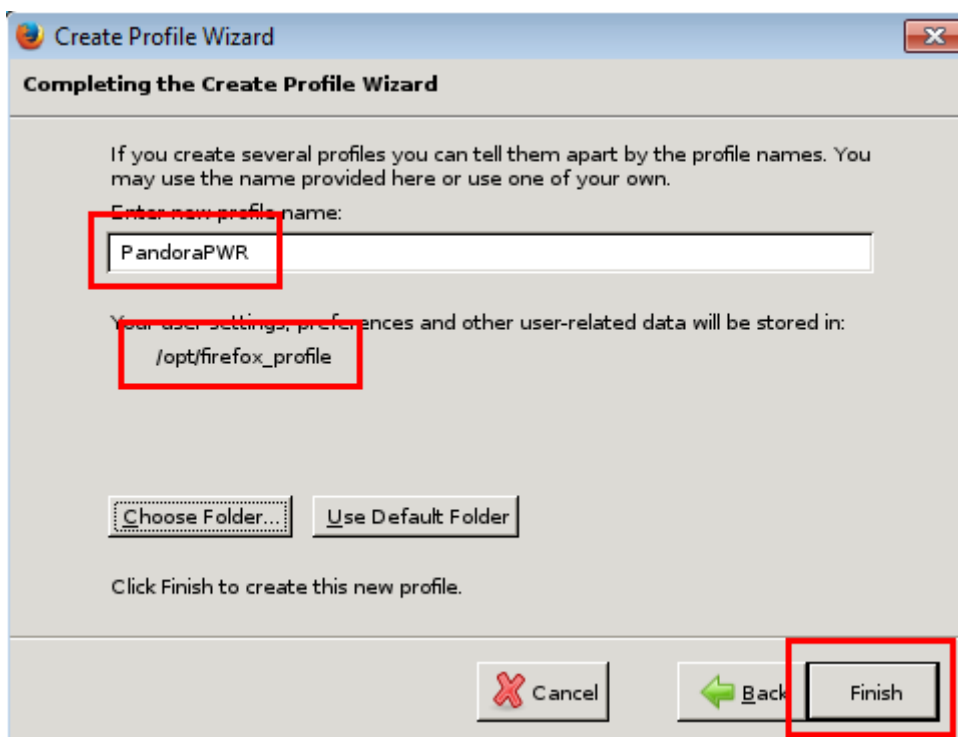 Create Profile Wizard
Completing the Create Profile Wizard
If you create several profiles you can tell them apart by the profile names. You
may use the name provided here or use one of your own.
Enter new profile name:
PandoraPWR
Your user settings, preferences and other user-related data will be stored in:
/opt/firefox_profile
Choose Folder... Use Default Folder
Click Finish to create this new profile.
Cancel Back Finish